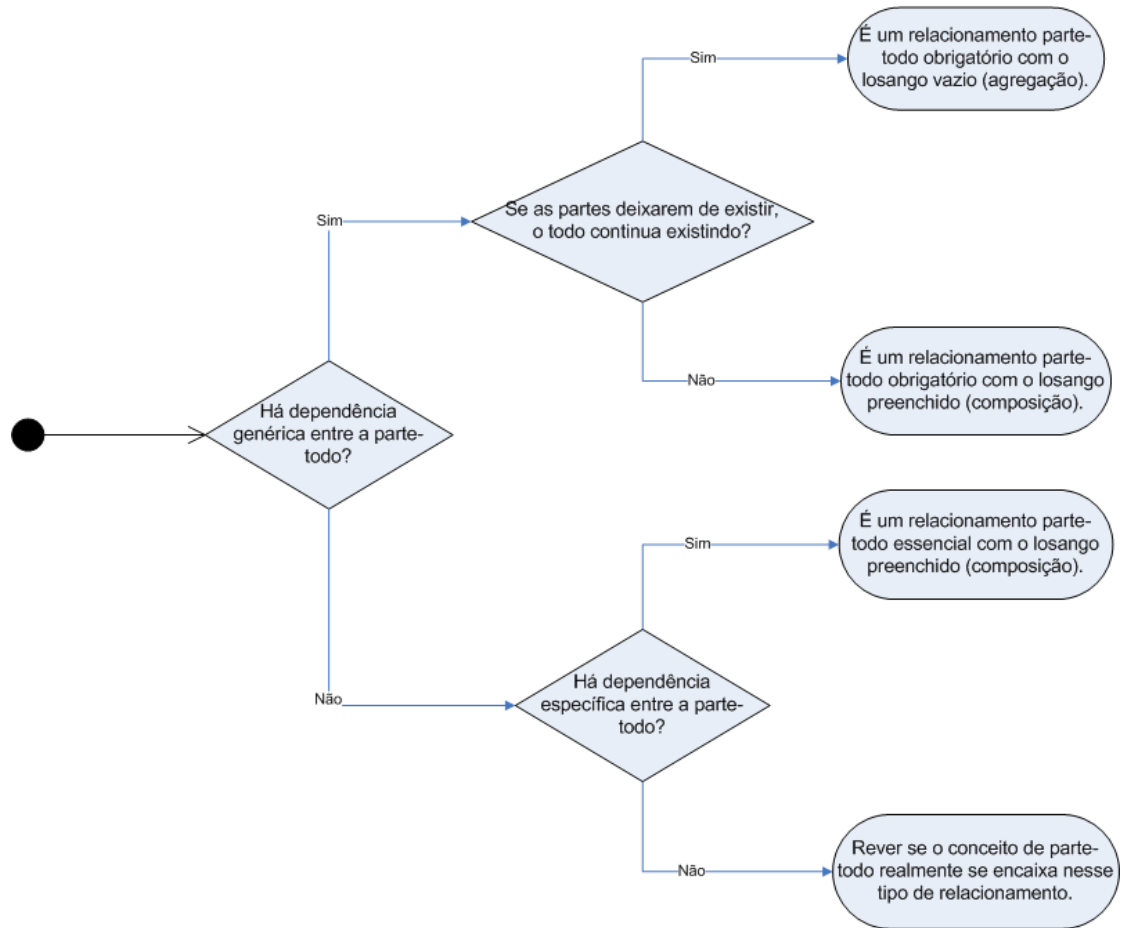 É um relacionamento parte-
todo obrigatório com o
losango vazio (agregação).
Sim
Se as partes deixarem de existir,
o todo continua existindo?
Sim
Não
É um relacionamento parte-
todo obrigatório com o losango
preenchido (composição).
Há dependência
genérica entre a parte-
todo?
É um relacionamento parte-
todo essencial com o losango
preenchido (composição).
Sim
Há dependência
específica entre a parte-
todo?
Não
Não
Rever se o conceito de parte-
todo realmente se encaixa nesse
tipo de relacionamento.